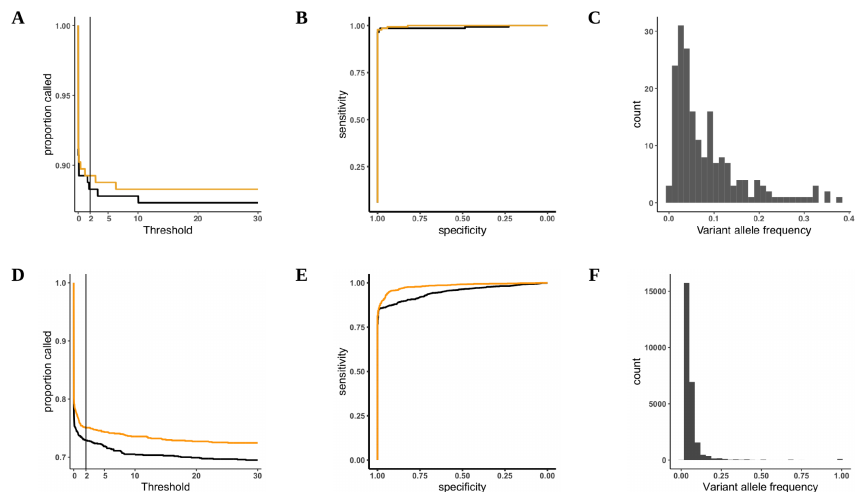 A
proportion called
1.00
0.95
0.90
0 2 5 10 20 30
Threshold
B
sensitivity
1.00
0.75
0.50
0.25
1.00 0.75 0.50 0.25 0.00
specificity
C
count
30
20
10
0
0.0 0.1 0.2 0.3 0.4
Variant allele frequency
D
proportion called
1.0
0.9
0.8
0.7
0 2 5 10 20 30
Threshold
E
sensitivity
1.00
0.75
0.50
0.25
0.00
1.00 0.75 0.50 0.25 0.00
specificity
F
count
15000
10000
5000
0
0.00 0.25 0.50 0.75 1.00
Variant allele frequency